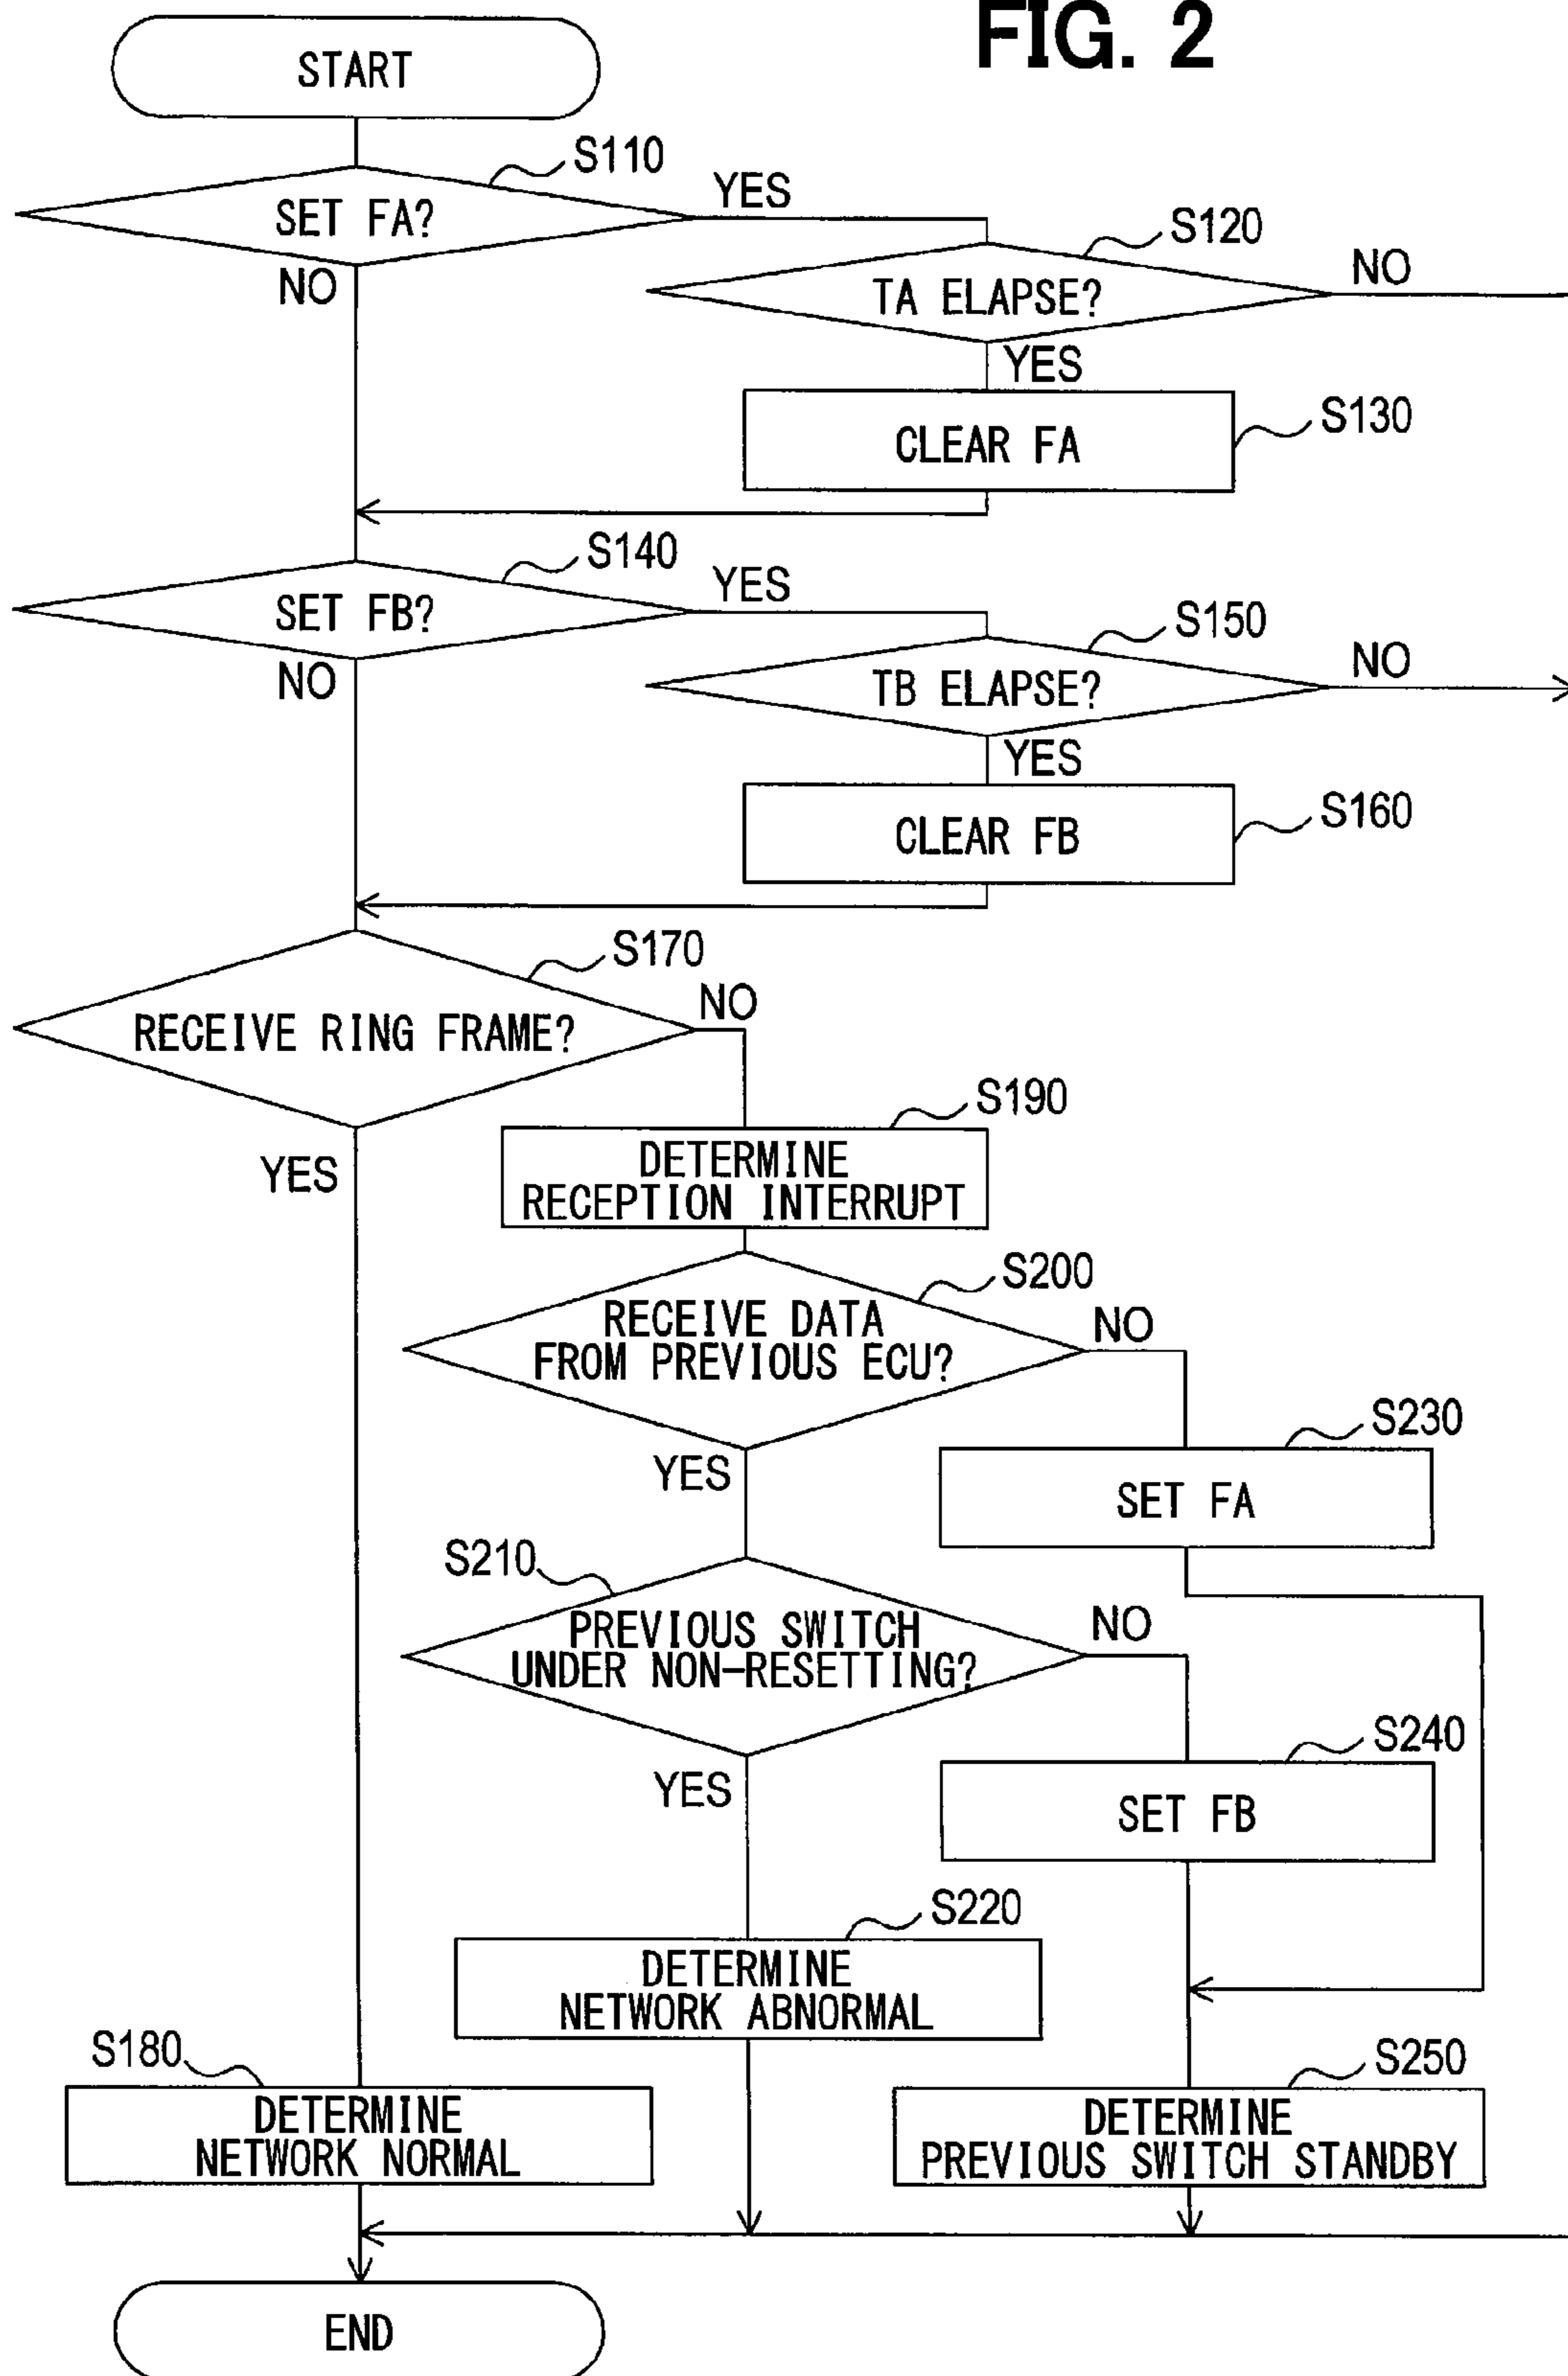 FIG. 2
START
S110
SET FA?
YES
NO
S120
TA ELAPSE?
NO
YES
S130
CLEAR FA
S140
SET FB?
YES
NO
S150
TB ELAPSE?
NO
YES
S160
CLEAR FB
S170
RECEIVE RING FRAME?
NO
YES
S190
DETERMINE
RECEPTION INTERRUPT
S200
RECEIVE DATA
FROM PREVIOUS ECU?
NO
YES
S230
SET FA
S210
PREVIOUS SWITCH
UNDER NON-RESETTING?
NO
YES
S240
SET FB
S220
DETERMINE
NETWORK ABNORMAL
S180
DETERMINE
NETWORK NORMAL
S250
DETERMINE
PREVIOUS SWITCH STANDBY
END